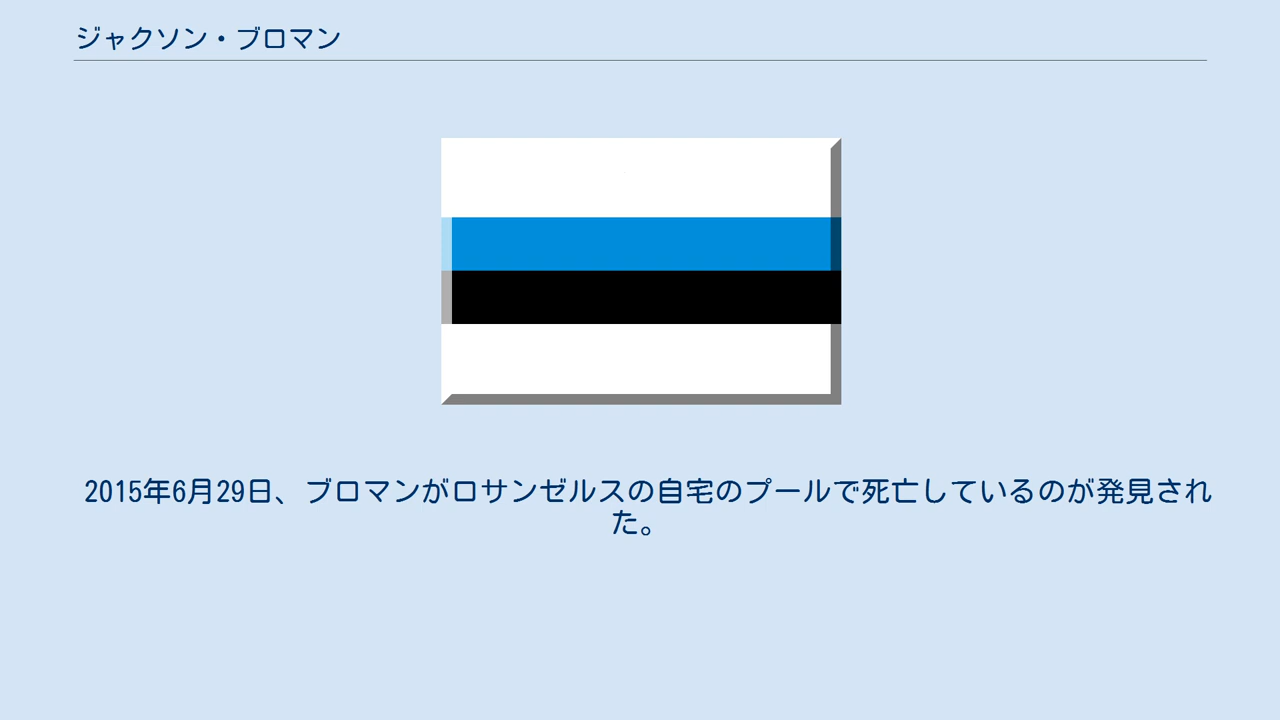 ジャクソン・ブロマン
2015年6月29日、ブロマンがロサンゼルスの自宅のプールで死亡しているのが発見され
た。